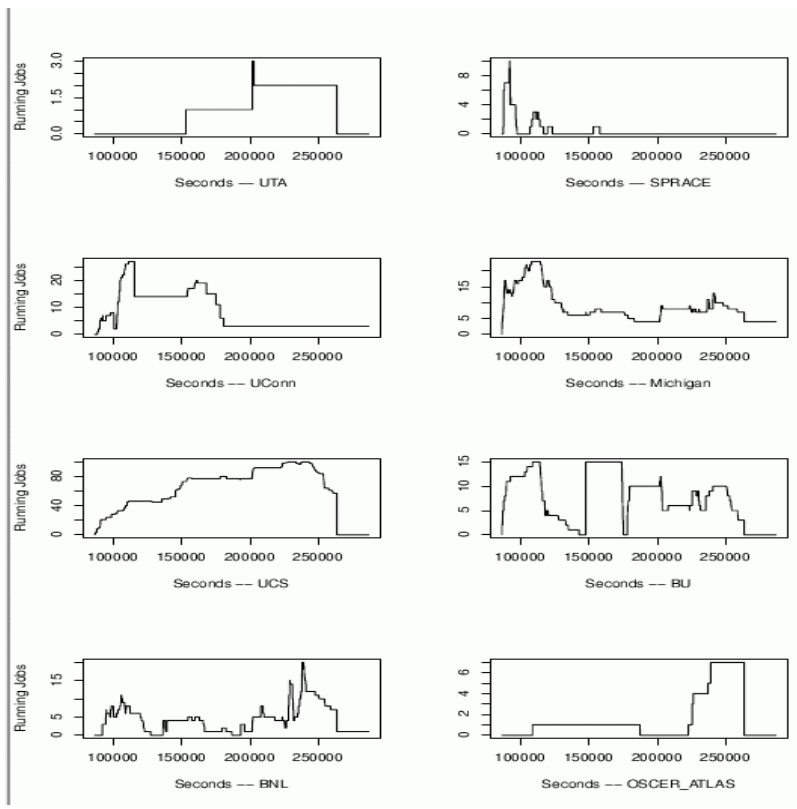 Running Jobs
3.0
1.5
0.0
100000 150000 200000 250000
Seconds −− UTA
8
4
0
100000 150000 200000 250000
Seconds −− SPRACE
Running Jobs
20
10
0
100000 150000 200000 250000
Seconds −− UConn
15
5
0
100000 150000 200000 250000
Seconds −− Michigan
Running Jobs
80
40
0
100000 150000 200000 250000
Seconds −− UCS
15
10
5
0
100000 150000 200000 250000
Seconds −− BU
Running Jobs
15
5
0
100000 150000 200000 250000
Seconds −− BNL
6
4
2
0
100000 150000 200000 250000
Seconds −− OSCER_ATLAS